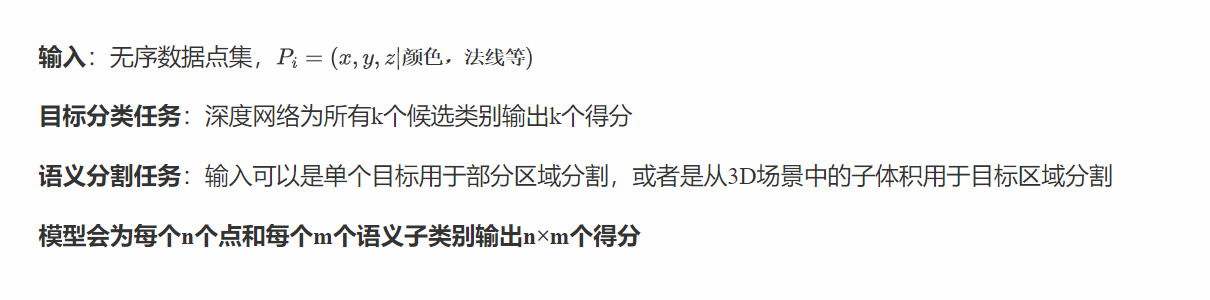 输入：无序数据点集，P_i = (x, y, z|颜色，法线等)
目标分类任务：深度网络为所有k个候选类别输出k个得分
语义分割任务：输入可以是单个目标用于部分区域分割，或者是从3D场景中的子体积用于目标区域分割
模型会为每个n个点和每个m个语义子类别输出n×m个得分